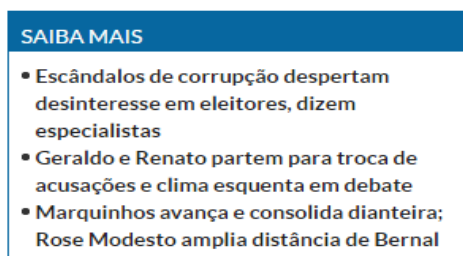 SAIBA MAIS
• Escândalos de corrupção despertam
desinteresse em eleitores, dizem
especialistas
• Geraldo e Renato partem para troca de
acusações e clima esquenta em debate
• Marquinhos avança e consolida dianteira;
Rose Modesto amplia distância de Bernal